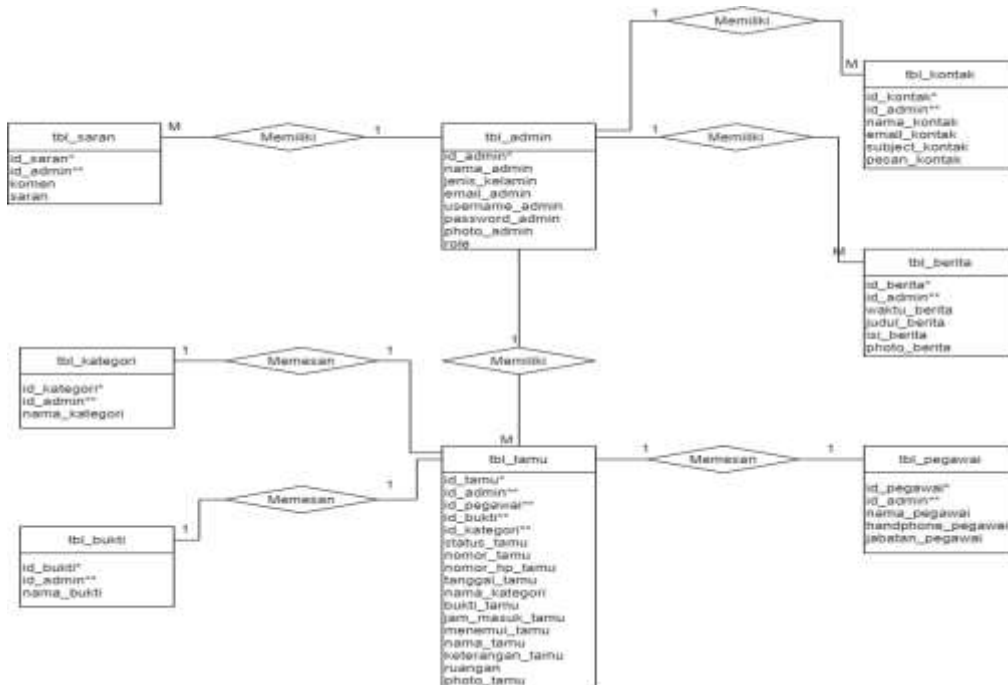 1
Memiliki
M
tbl_kontak
id_kontak*
id_admin**
nama_kontak
email_kontak
subject_kontak
pesan_kontak
tbl_saran
id_saran*
id_admin**
komen
saran
M
Memiliki
1
tbl_admin
id_admin*
nama_admin
jenis_kelamin
email_admin
username_admin
password_admin
photo_admin
role
1
Memiliki
M
tbl_berita
id_berita*
id_admin**
waktu_berita
judul_berita
isi_berita
photo_berita
1
Memiliki
M
tbl_kategori
id_kategori*
id_admin**
nama_kategori
1
Memesan
1
tbl_bukti
id_bukti*
id_admin**
nama_bukti
1
Memesan
1
tbl_tamu
id_tamu*
id_admin**
id_pegawai**
id_bukti**
id_kategori**
status_tamu
nomor_tamu
nomor_hp_tamu
tanggal_tamu
nama_kategori
bukti_tamu
jam_masuk_tamu
menemui_tamu
nama_tamu
keterangan_tamu
ruangan
photo_tamu
1
Memesan
1
tbl_pegawai
id_pegawai*
id_admin**
nama_pegawai
handphone_pegawai
jabatan_pegawai